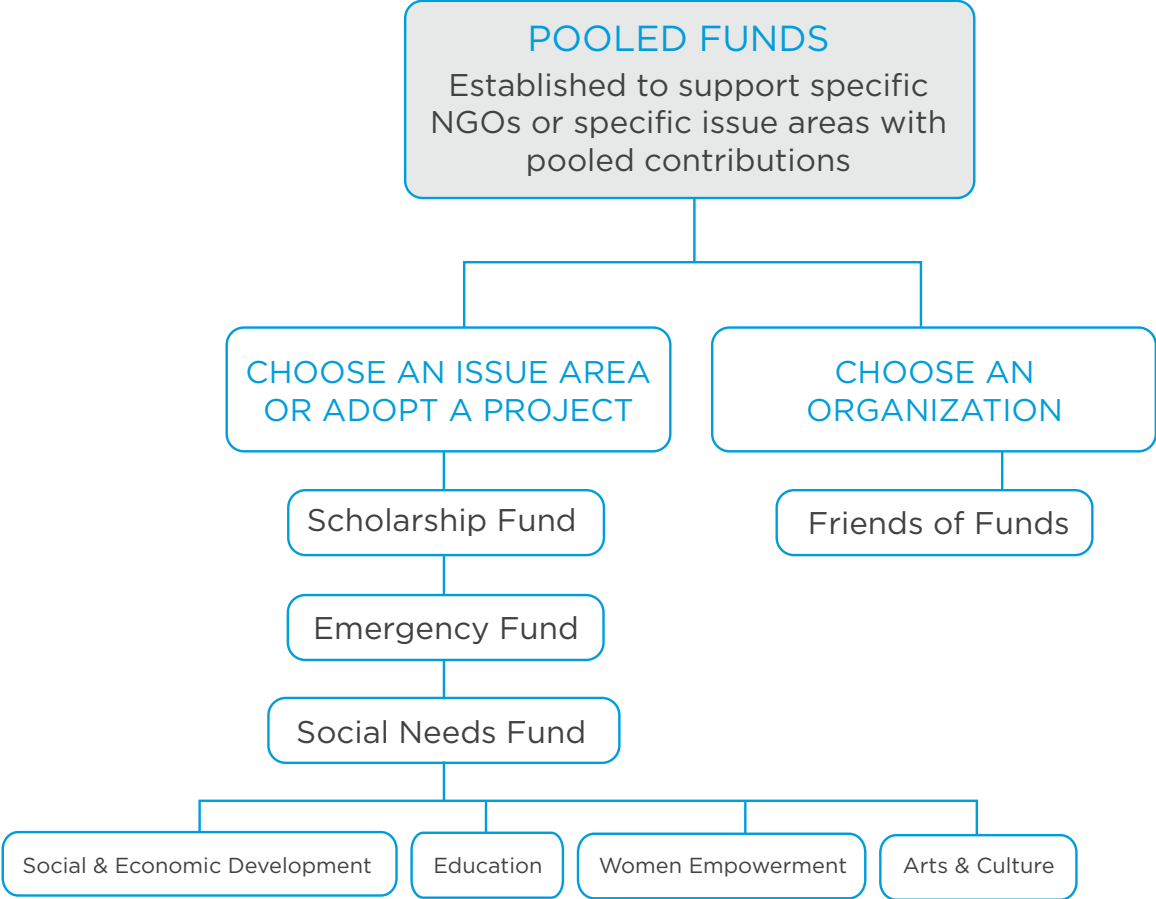 POOLED FUNDS
Established to support specific
NGOs or specific issue areas with
pooled contributions
CHOOSE AN ISSUE AREA
OR ADOPT A PROJECT
CHOOSE AN
ORGANIZATION
Scholarship Fund
Friends of Funds
Emergency Fund
Social Needs Fund
Social & Economic Development
Education
Women Empowerment
Arts & Culture